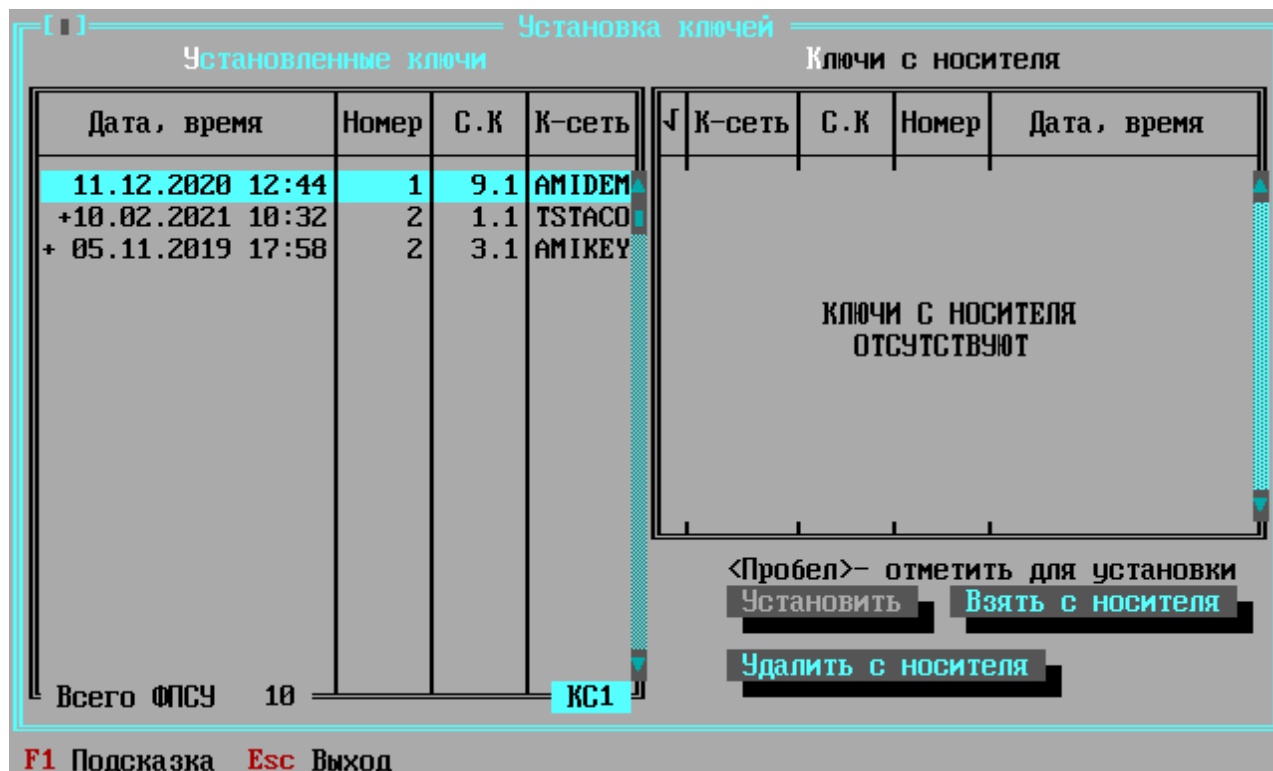 [▮] Установка ключей
Установленные ключи
Дата, время Номер С.К К-сеть
11.12.2020 12:44 1 9.1 AMIDEM
+10.02.2021 10:32 2 1.1 TSTACO
+ 05.11.2019 17:58 2 3.1 AMIKEY
Всего ФПСУ 10 КС1
Ключи с носителя
√ К-сеть С.К Номер Дата, время
КЛЮЧИ С НОСИТЕЛЯ
ОТСУТСТВУЮТ
<Пробел>- отметить для установки
Установить Взять с носителя
Удалить с носителя
F1 Подсказка Esc Выход